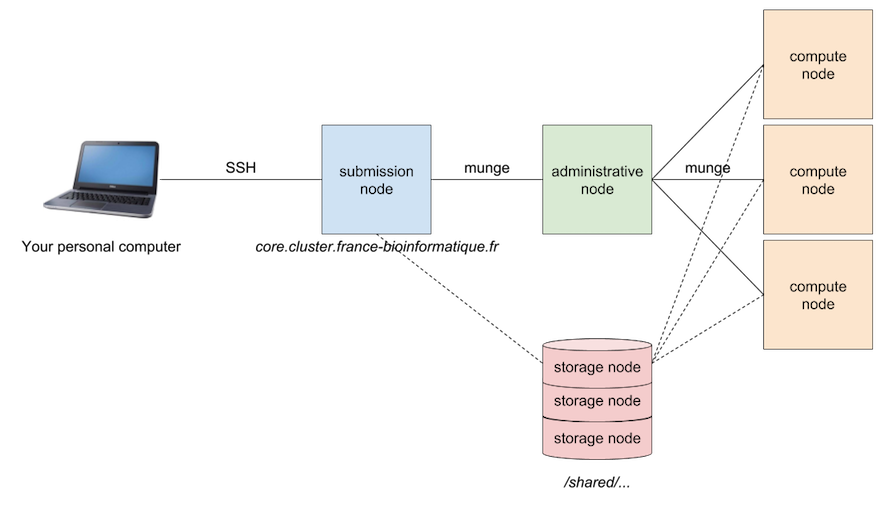 compute
node
SSH
submission
node
munge
administrative
node
munge
compute
node
Your personal computer
core.cluster.france-bioinformatique.fr
compute
node
storage node
storage node
storage node
/shared/...